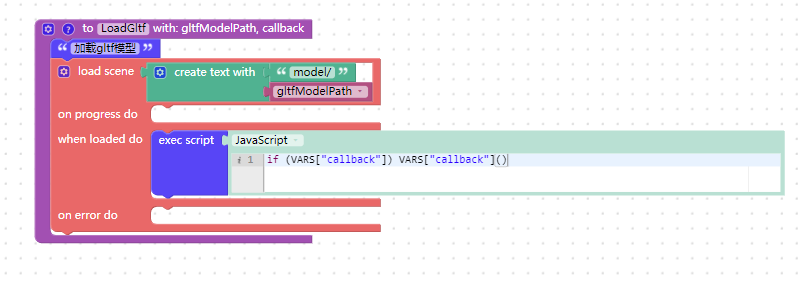 to LoadGltf with: gltfModelPath, callback
“ 加载gltf模型 ”
load scene create text with “ model/ ”
gltfModelPath
on progress do
when loaded do exec script JavaScript
i 1 if (VARS["callback"]) VARS["callback"]()
on error do